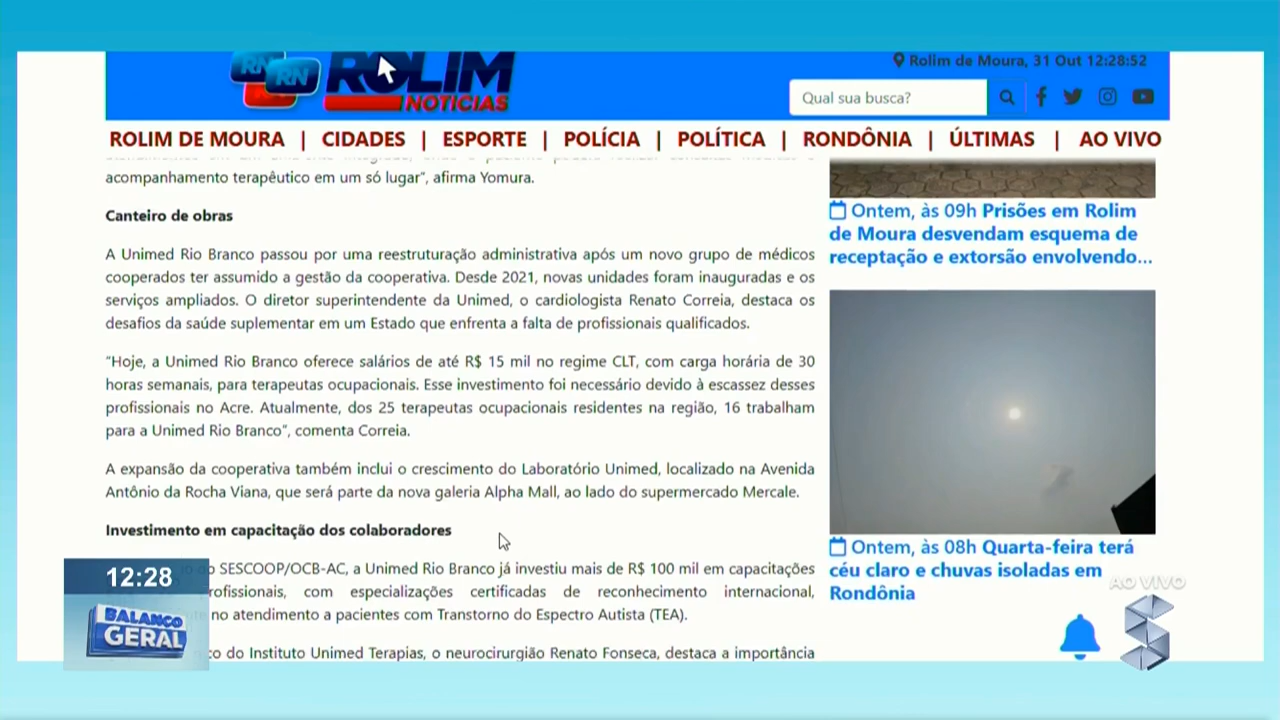 RN RN ROLIM
NOTÍCIAS
Rolim de Moura, 31 Out 12:28:52
Qual sua busca?
ROLIM DE MOURA | CIDADES | ESPORTE | POLÍCIA | POLÍTICA | RONDÔNIA | ÚLTIMAS | AO VIVO
acompanhamento terapêutico em um só lugar”, afirma Yomura.
Canteiro de obras
A Unimed Rio Branco passou por uma reestruturação administrativa após um novo grupo de médicos
cooperados ter assumido a gestão da cooperativa. Desde 2021, novas unidades foram inauguradas e os
serviços ampliados. O diretor superintendente da Unimed, o cardiologista Renato Correia, destaca os
desafios da saúde suplementar em um Estado que enfrenta a falta de profissionais qualificados.
“Hoje, a Unimed Rio Branco oferece salários de até R$ 15 mil no regime CLT, com carga horária de 30
horas semanais, para terapeutas ocupacionais. Esse investimento foi necessário devido à escassez desses
profissionais no Acre. Atualmente, dos 25 terapeutas ocupacionais residentes na região, 16 trabalham
para a Unimed Rio Branco”, comenta Correia.
A expansão da cooperativa também inclui o crescimento do Laboratório Unimed, localizado na Avenida
Antônio da Rocha Viana, que será parte da nova galeria Alpha Mall, ao lado do supermercado Mercale.
Investimento em capacitação dos colaboradores
do SESCOOP/OCB-AC, a Unimed Rio Branco já investiu mais de R$ 100 mil em capacitações
rofissionais, com especializações certificadas de reconhecimento internacional,
no atendimento a pacientes com Transtorno do Espectro Autista (TEA).
do Instituto Unimed Terapias, o neurocirurgião Renato Fonseca, destaca a importância
Ontem, às 09h Prisões em Rolim
de Moura desvendam esquema de
receptação e extorsão envolvendo...
Ontem, às 08h Quarta-feira terá
céu claro e chuvas isoladas em
Rondônia
12:28
BALANÇO
GERAL
AO VIVO